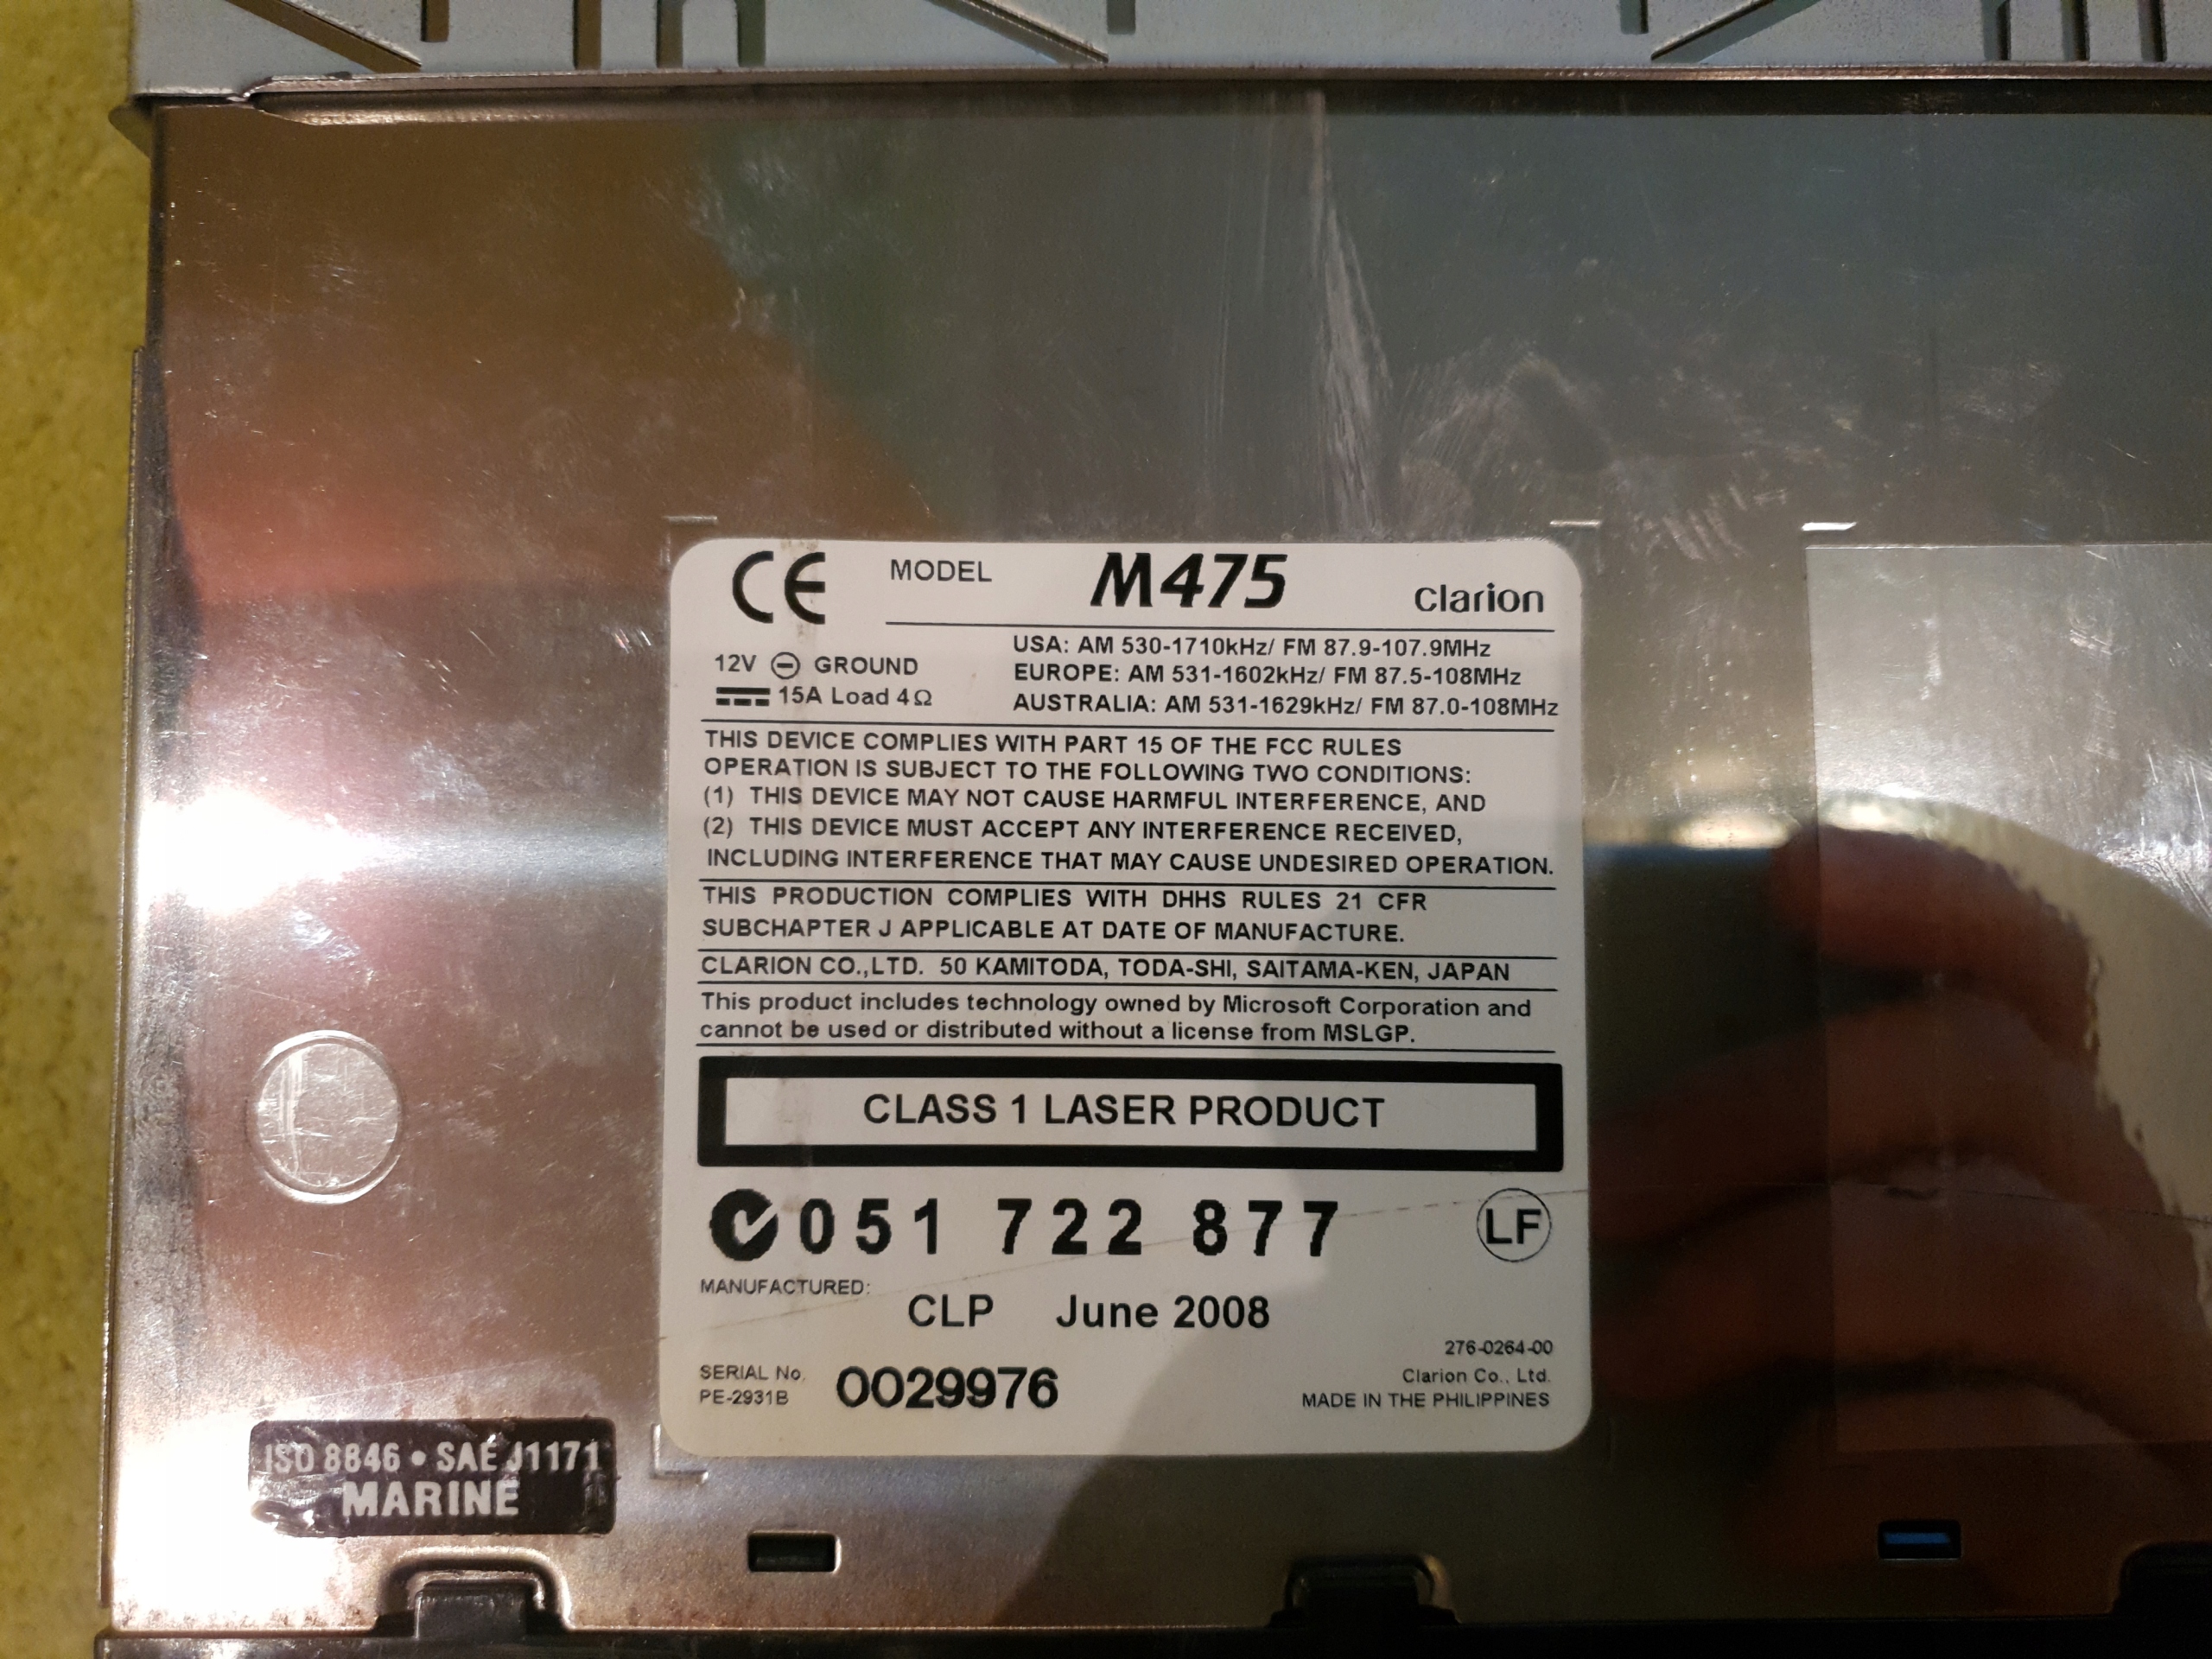 CE MODEL M475 clarion
12V ⊖ GROUND
⎓ 15A Load 4Ω
USA: AM 530-1710kHz/ FM 87.9-107.9MHz
EUROPE: AM 531-1602kHz/ FM 87.5-108MHz
AUSTRALIA: AM 531-1629kHz/ FM 87.0-108MHz
THIS DEVICE COMPLIES WITH PART 15 OF THE FCC RULES
OPERATION IS SUBJECT TO THE FOLLOWING TWO CONDITIONS:
(1) THIS DEVICE MAY NOT CAUSE HARMFUL INTERFERENCE, AND
(2) THIS DEVICE MUST ACCEPT ANY INTERFERENCE RECEIVED,
INCLUDING INTERFERENCE THAT MAY CAUSE UNDESIRED OPERATION.
THIS PRODUCTION COMPLIES WITH DHHS RULES 21 CFR
SUBCHAPTER J APPLICABLE AT DATE OF MANUFACTURE.
CLARION CO.,LTD. 50 KAMITODA, TODA-SHI, SAITAMA-KEN, JAPAN
This product includes technology owned by Microsoft Corporation and
cannot be used or distributed without a license from MSLGP.
CLASS 1 LASER PRODUCT
051 722 877 LF
MANUFACTURED:
CLP June 2008
SERIAL No.
PE-2931B 0029976
276-0264-00
Clarion Co., Ltd.
MADE IN THE PHILIPPINES
ISO 8846 • SAE J1171
MARINE